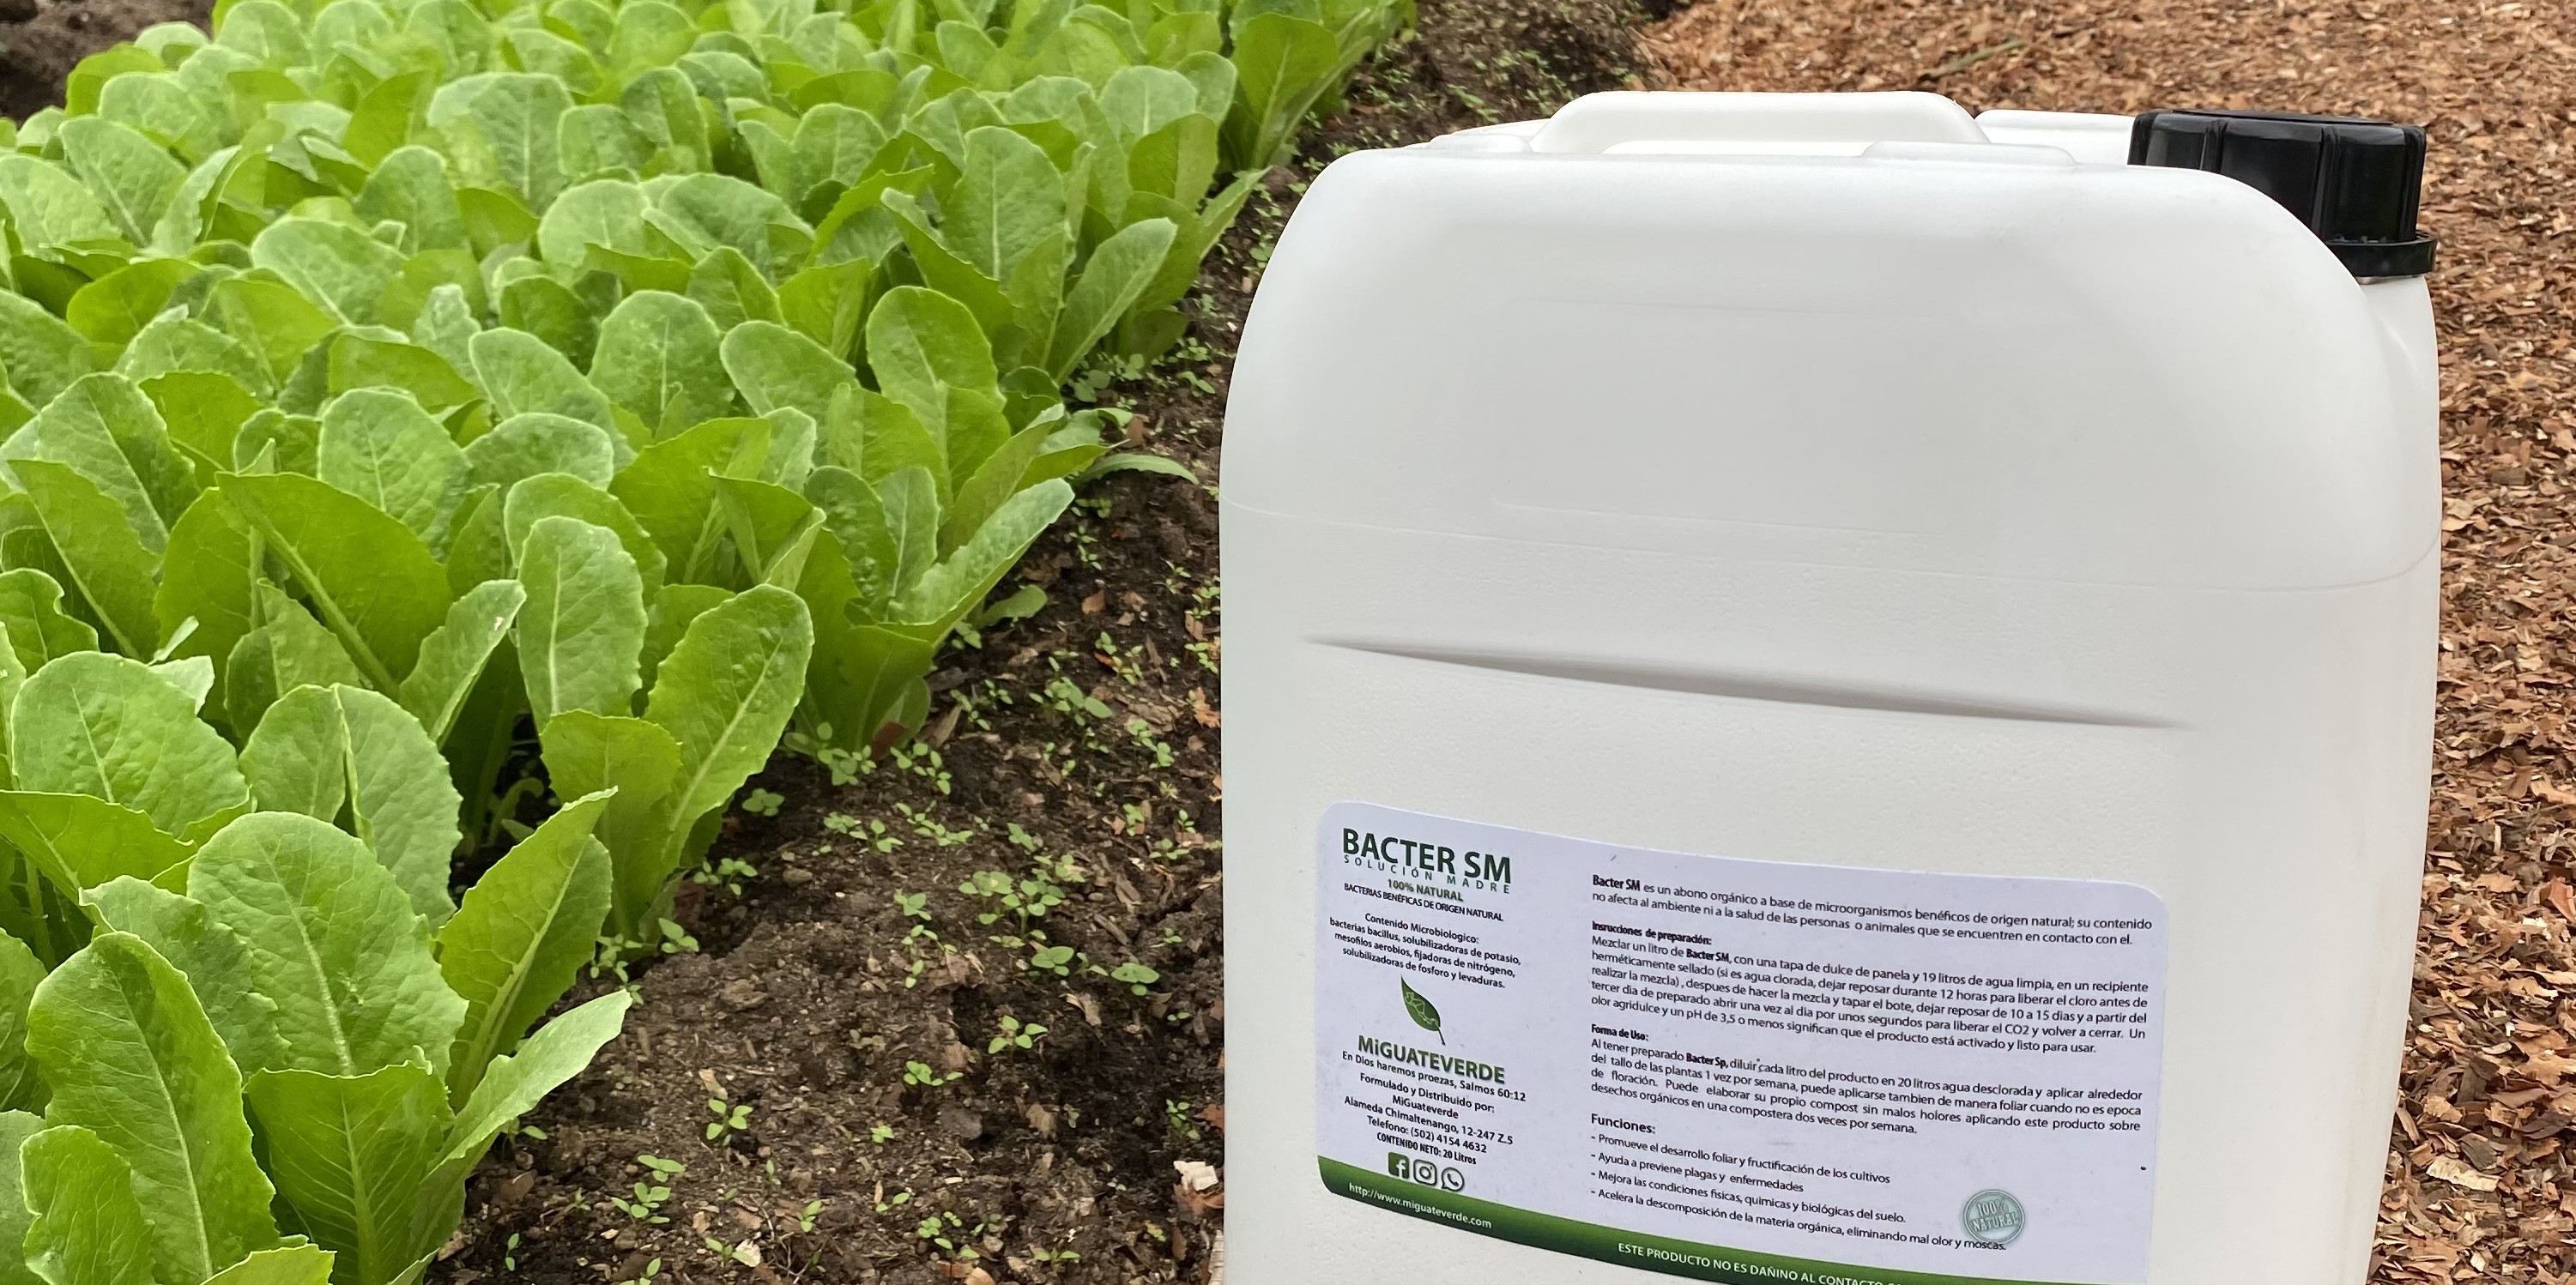 BACTER SM
SOLUCIÓN MADRE
100% NATURAL
BACTERIAS BENÉFICAS DE ORIGEN NATURAL
Contenido Microbiologico:
bacterias bacillus, solubilizadoras de potasio,
mesofilos aerobios, fijadoras de nitrógeno,
solubilizadoras de fosforo y levaduras.
MiGUATEVERDE
En Dios haremos proezas, Salmos 60:12
Formulado y Distribuido por:
MiGuateverde
Alameda Chimaltenango, 12-247 Z.5
Telefono: (502) 4154 4632
CONTENIDO NETO: 20 Litros
http://www.miguateverde.com
Bacter SM es un abono orgánico a base de microorganismos benéficos de origen natural; su contenido
no afecta al ambiente ni a la salud de las personas o animales que se encuentren en contacto con el.
Insrucciones de preparación:
Mezclar un litro de Bacter SM, con una tapa de dulce de panela y 19 litros de agua limpia, en un recipiente
herméticamente sellado (si es agua clorada, dejar reposar durante 12 horas para liberar el cloro antes de
realizar la mezcla) , despues de hacer la mezcla y tapar el bote, dejar reposar de 10 a 15 dias y a partir del
tercer dia de preparado abrir una vez al dia por unos segundos para liberar el CO2 y volver a cerrar. Un
olor agridulce y un pH de 3,5 o menos significan que el producto está activado y listo para usar.
Forma de Uso:
Al tener preparado Bacter Sp, diluir cada litro del producto en 20 litros agua desclorada y aplicar alrededor
del tallo de las plantas 1 vez por semana, puede aplicarse tambien de manera foliar cuando no es epoca
de floración. Puede elaborar su propio compost sin malos holores aplicando este producto sobre
desechos orgánicos en una compostera dos veces por semana.
Funciones:
- Promueve el desarrollo foliar y fructificación de los cultivos
- Ayuda a previene plagas y enfermedades
- Mejora las condiciones fisicas, quimicas y biológicas del suelo.
- Acelera la descomposición de la materia orgánica, eliminando mal olor y moscas.
100%
NATURAL
ESTE PRODUCTO NO ES DAÑINO AL CONTACTO